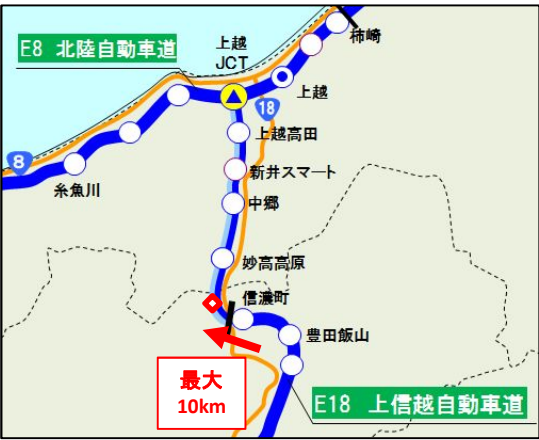 柿崎
E8 北陸自動車道
上越
JCT
上越
18
上越高田
8
新井スマート
糸魚川
中郷
妙高高原
信濃町
豊田飯山
最大
10km
E18 上信越自動車道